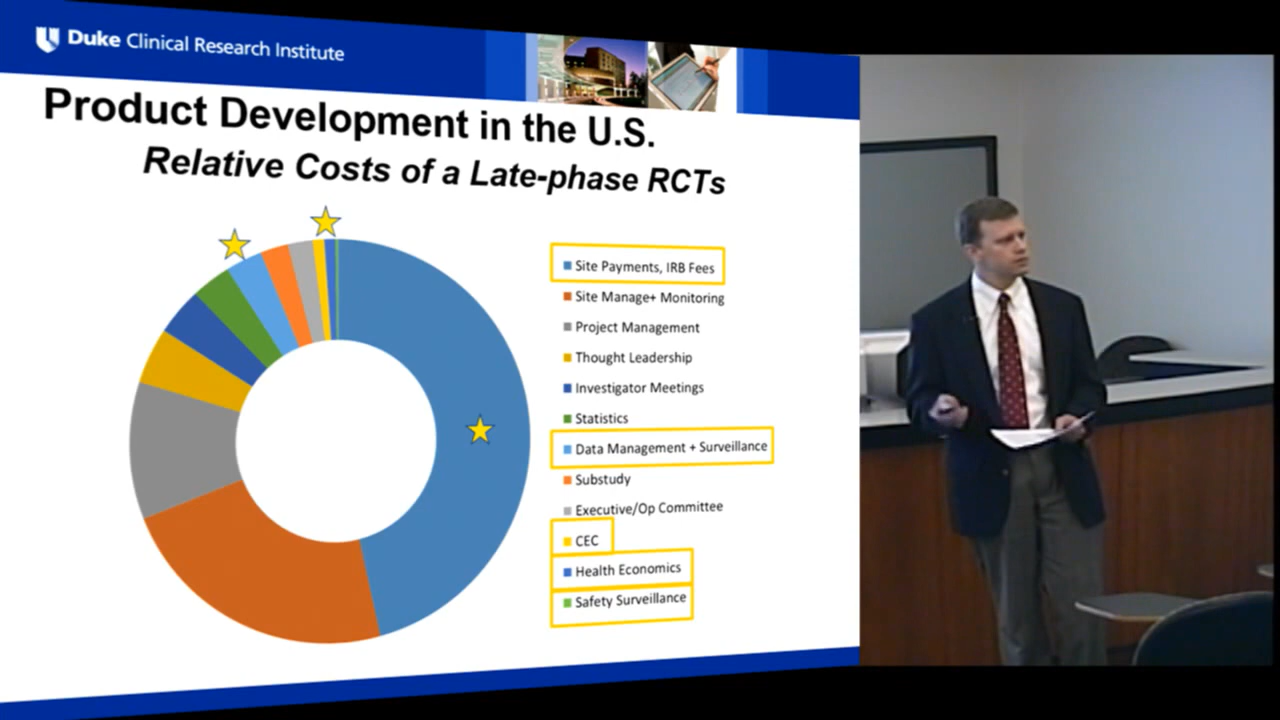 Duke Clinical Research Institute
Product Development in the U.S.
Relative Costs of a Late-phase RCTs
Site Payments, IRB Fees
Site Manage+ Monitoring
Project Management
Thought Leadership
Investigator Meetings
Statistics
Data Management + Surveillance
Substudy
Executive/Op Committee
CEC
Health Economics
Safety Surveillance